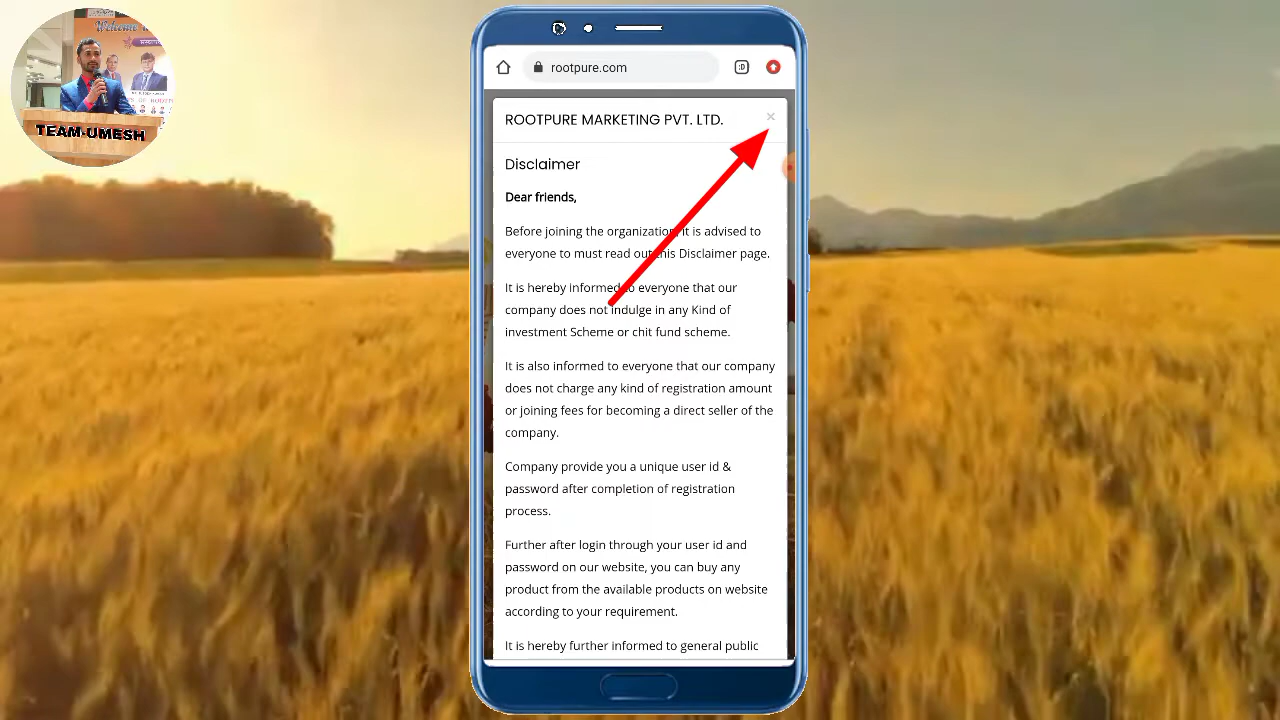 Welcome
TEAM-UMESH
rootpure.com
:D
ROOTPURE MARKETING PVT. LTD.
×
Disclaimer
Dear friends,
Before joining the organization, it is advised to
everyone to must read out this Disclaimer page.
It is hereby informed to everyone that our
company does not indulge in any Kind of
investment Scheme or chit fund scheme.
It is also informed to everyone that our company
does not charge any kind of registration amount
or joining fees for becoming a direct seller of the
company.
Company provide you a unique user id &
password after completion of registration
process.
Further after login through your user id and
password on our website, you can buy any
product from the available products on website
according to your requirement.
It is hereby further informed to general public